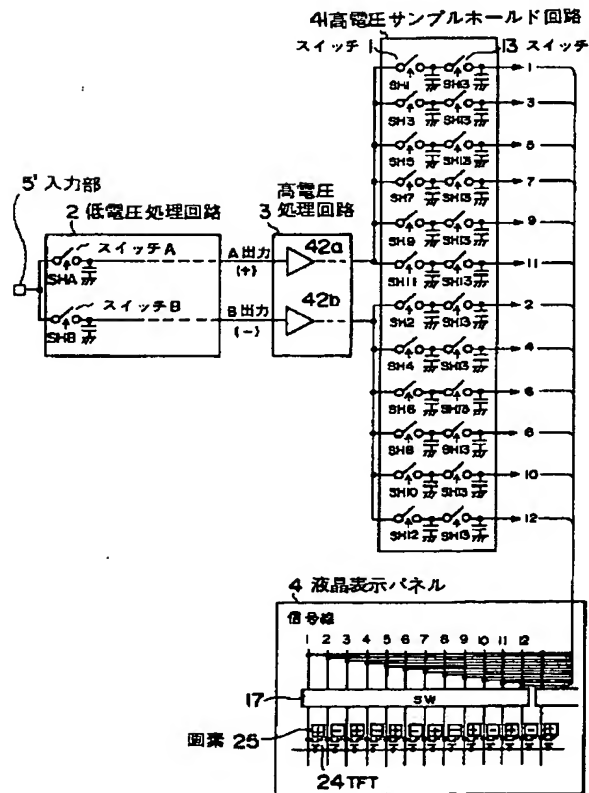 41高電圧サンプルホールド回路
スイッチ 1 13 スイッチ
SH1 SH13 1
SH3 SH13 3
SH5 SH13 5
SH7 SH13 7
SH9 SH13 9
SH11 SH13 11
SH2 SH13 2
SH4 SH13 4
SH6 SH13 6
SH8 SH13 8
SH10 SH13 10
SH12 SH13 12
5' 入力部
2 低電圧処理回路
スイッチA
SHA
スイッチB
SHB
A出力
(+)
B出力
(-)
高電圧
3 処理回路
42a
42b
4 液晶表示パネル
信号線
1 2 3 4 5 6 7 8 9 10 11 12
17
SW
画素 25
+ - + - + - + - + - + - +
24 TFT